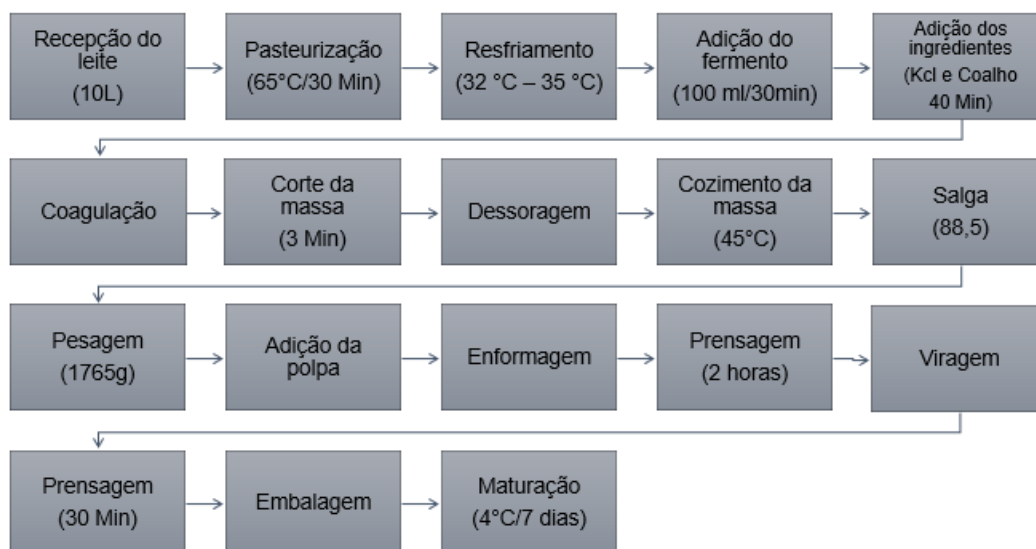 Recepção do
leite
(10L)
Pasteurização
(65°C/30 Min)
Resfriamento
(32 °C – 35 °C)
Adição do
fermento
(100 ml/30min)
Adição dos
ingredientes
(Kcl e Coalho
40 Min)
Coagulação
Corte da
massa
(3 Min)
Dessoragem
Cozimento da
massa
(45°C)
Salga
(88,5)
Pesagem
(1765g)
Adição da
polpa
Enformagem
Prensagem
(2 horas)
Viragem
Prensagem
(30 Min)
Embalagem
Maturação
(4°C/7 dias)